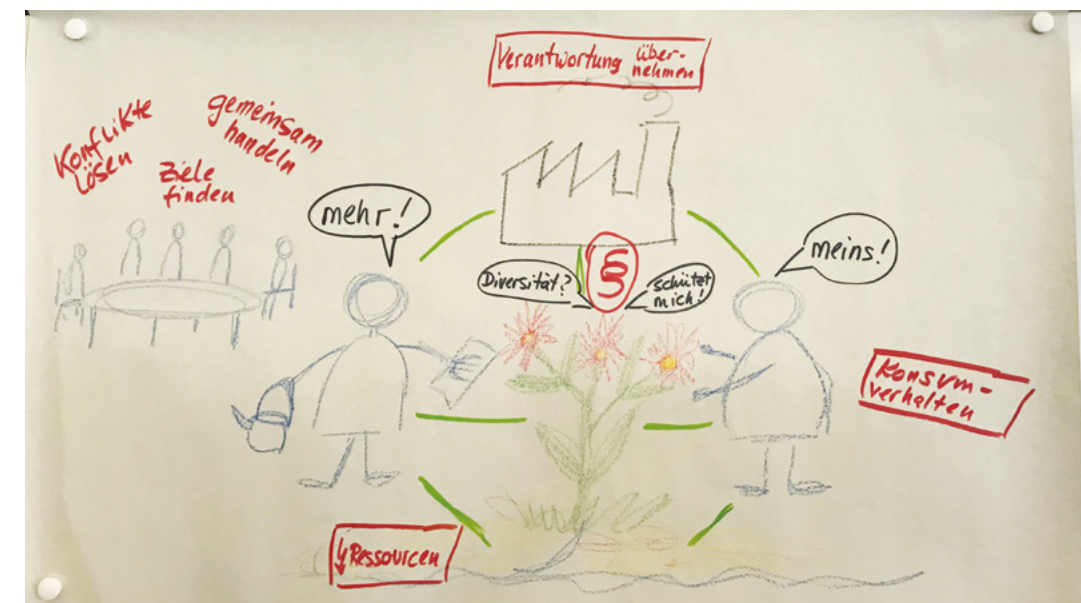 Verantwortung über-
nehmen
Konflikte
lösen
gemeinsam
handeln
Ziele
finden
mehr!
meins!
Diversität?
§
schützt
mich!
€
Konsum-
verhalten
Ressourcen